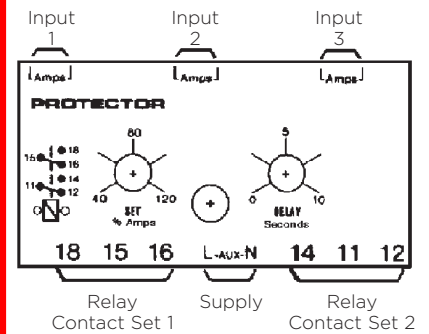 Input Input Input
1 2 3
Amps Amps Amps
PROTECTOR
80 5
18
15 16
14
11 12
40 120 0 10
SET DELAY
% Amps Seconds
18 15 16 L-AUX-N 14 11 12
Relay Supply Relay
Contact Set 1 Contact Set 2